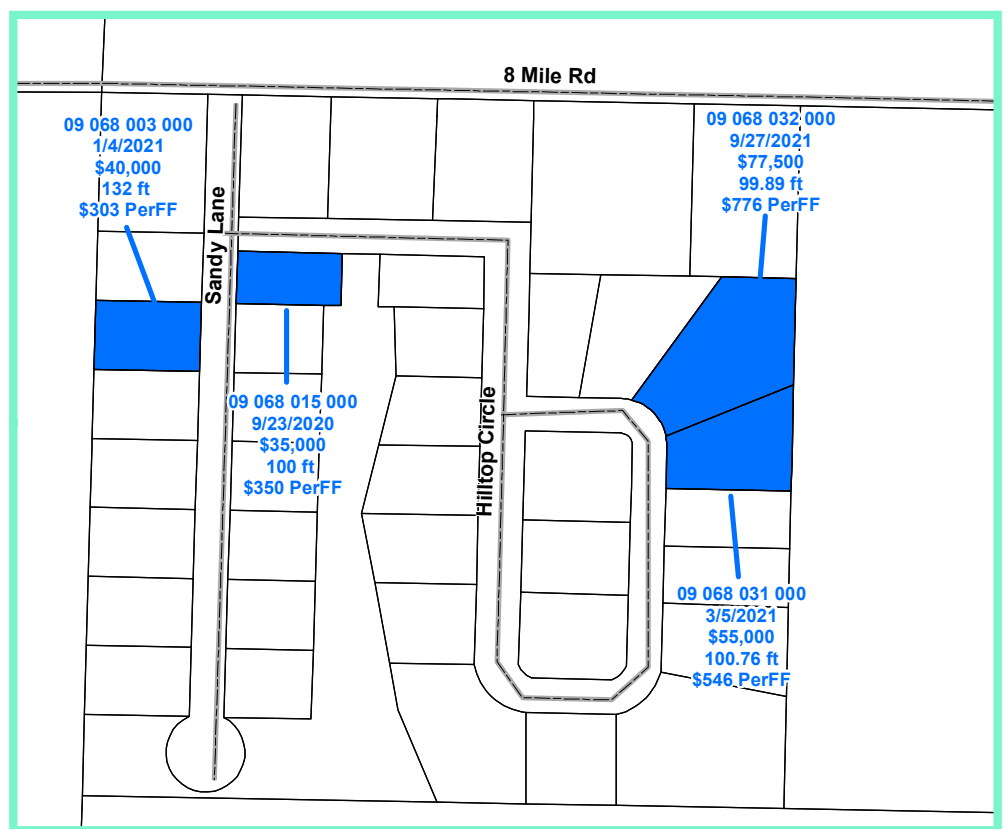 8 Mile Rd
09 068 003 000
1/4/2021
$40,000
132 ft
$303 PerFF
09 068 032 000
9/27/2021
$77,500
99.89 ft
$776 PerFF
Sandy Lane
09 068 015 000
9/23/2020
$35,000
100 ft
$350 PerFF
Hilltop Circle
09 068 031 000
3/5/2021
$55,000
100.76 ft
$546 PerFF